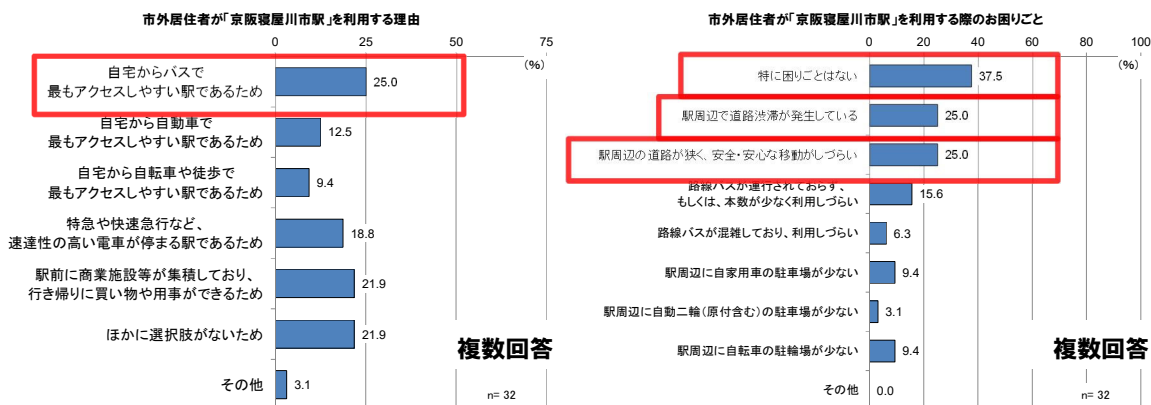 市外居住者が「京阪寝屋川市駅」を利用する理由
0
25
50
75
(%)
自宅からバスで
最もアクセスしやすい駅であるため
25.0
自宅から自動車で
最もアクセスしやすい駅であるため
12.5
自宅から自転車や徒歩で
最もアクセスしやすい駅であるため
9.4
特急や快速急行など、
速達性の高い電車が停まる駅であるため
18.8
駅前に商業施設等が集積しており、
行き帰りに買い物や用事ができるため
21.9
ほかに選択肢がないため
21.9
その他
3.1
複数回答
n= 32
市外居住者が「京阪寝屋川市駅」を利用する際のお困りごと
0
20
40
60
80
100
(%)
特に困りごとはない
37.5
駅周辺で道路渋滞が発生している
25.0
駅周辺の道路が狭く、安全・安心な移動がしづらい
25.0
路線バスが運行されておらず、
もしくは、本数が少なく利用しづらい
15.6
路線バスが混雑しており、利用しづらい
6.3
駅周辺に自家用車の駐車場が少ない
9.4
駅周辺に自動二輪(原付含む)の駐車場が少ない
3.1
駅周辺に自転車の駐輪場が少ない
9.4
その他
0.0
複数回答
n= 32